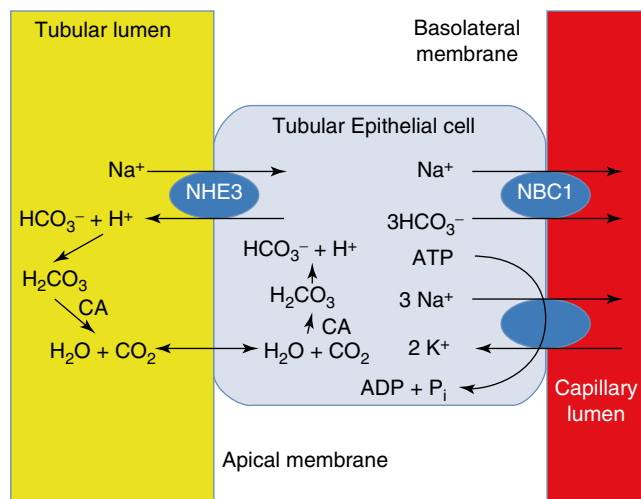 Tubular lumen
Basolateral
membrane
Tubular Epithelial cell
Na⁺
NHE3
Na⁺
NBC1
HCO₃⁻ + H⁺
3HCO₃⁻
HCO₃⁻ + H⁺
ATP
H₂CO₃
H₂CO₃
3 Na⁺
CA
CA
H₂O + CO₂
H₂O + CO₂
2 K⁺
ADP + Pᵢ
Capillary
lumen
Apical membrane